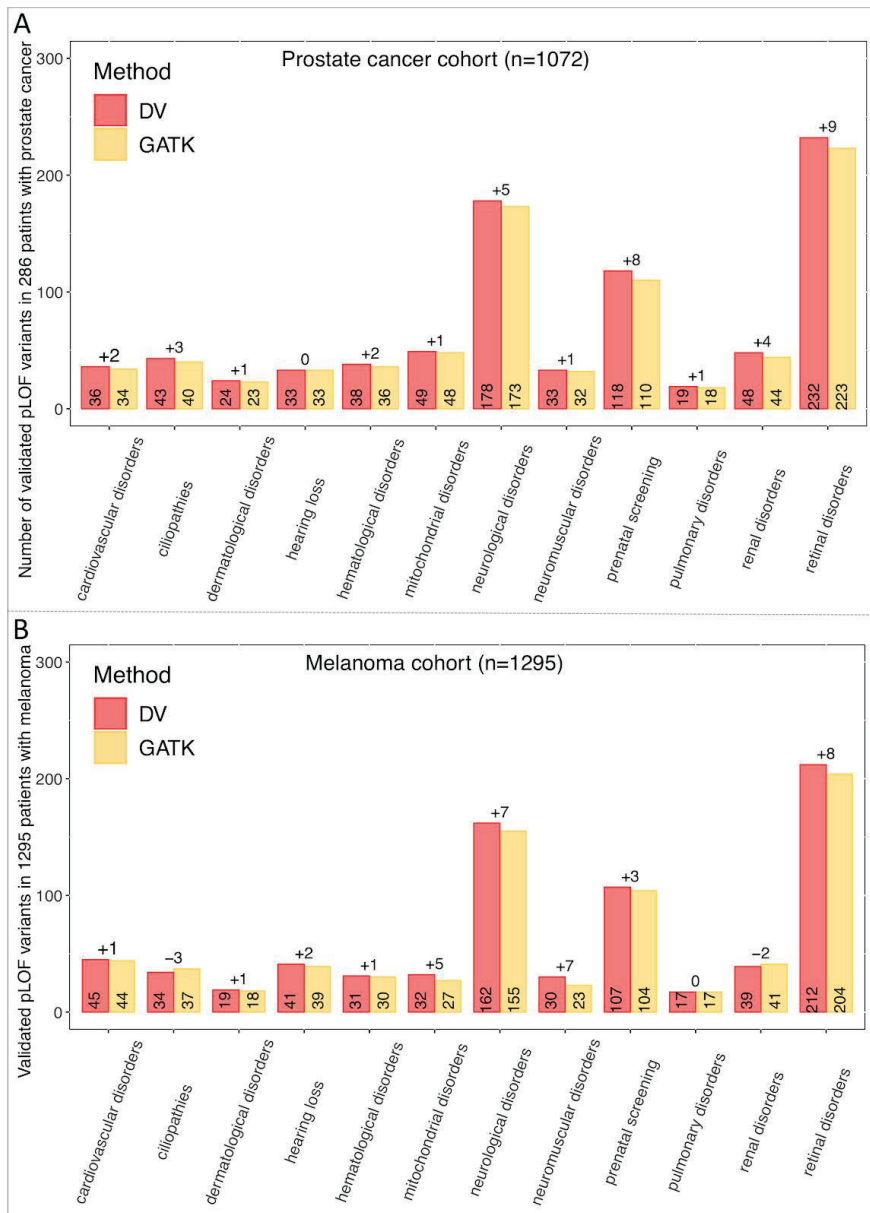 A
Prostate cancer cohort (n=1072)
Method
DV
GATK
Number of validated pLOF variants in 286 patints with prostate cancer
300
200
100
0
+2
+3
+1
0
+2
+1
+5
+1
+8
+1
+4
+9
36 34
43 40
24 23
33 33
38 36
49 48
178 173
33 32
118 110
19 18
48 44
232 223
cardiovascular disorders
ciliopathies
dermatological disorders
hearing loss
hematological disorders
mitochondrial disorders
neurological disorders
neuromuscular disorders
prenatal screening
pulmonary disorders
renal disorders
retinal disorders
B
Melanoma cohort (n=1295)
Method
DV
GATK
Validated pLOF variants in 1295 patients with melanoma
300
200
100
0
+1
−3
+1
+2
+1
+5
+7
+7
+3
0
−2
+8
45 44
34 37
19 18
41 39
31 30
32 27
162 155
30 23
107 104
17 17
39 41
212 204
cardiovascular disorders
ciliopathies
dermatological disorders
hearing loss
hematological disorders
mitochondrial disorders
neurological disorders
neuromuscular disorders
prenatal screening
pulmonary disorders
renal disorders
retinal disorders